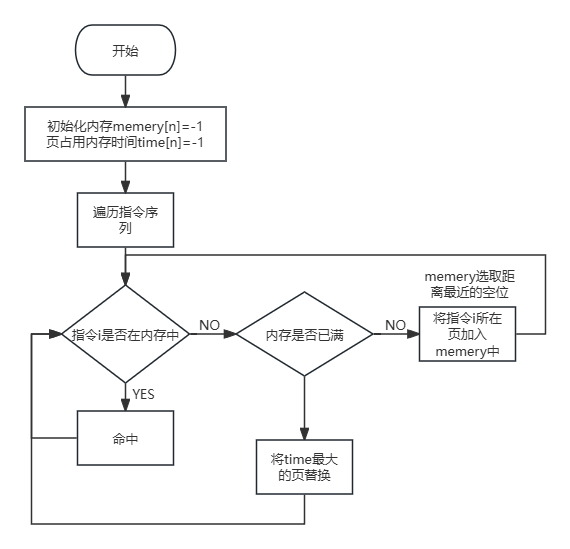 开始
初始化内存memery[n]=-1
页占用内存时间time[n]=-1
遍历指令序
列
memery选取距
离最近的空位
指令i是否在内存中
NO
内存是否已满
NO
将指令i所在
页加入
memery中
YES
命中
将time最大
的页替换